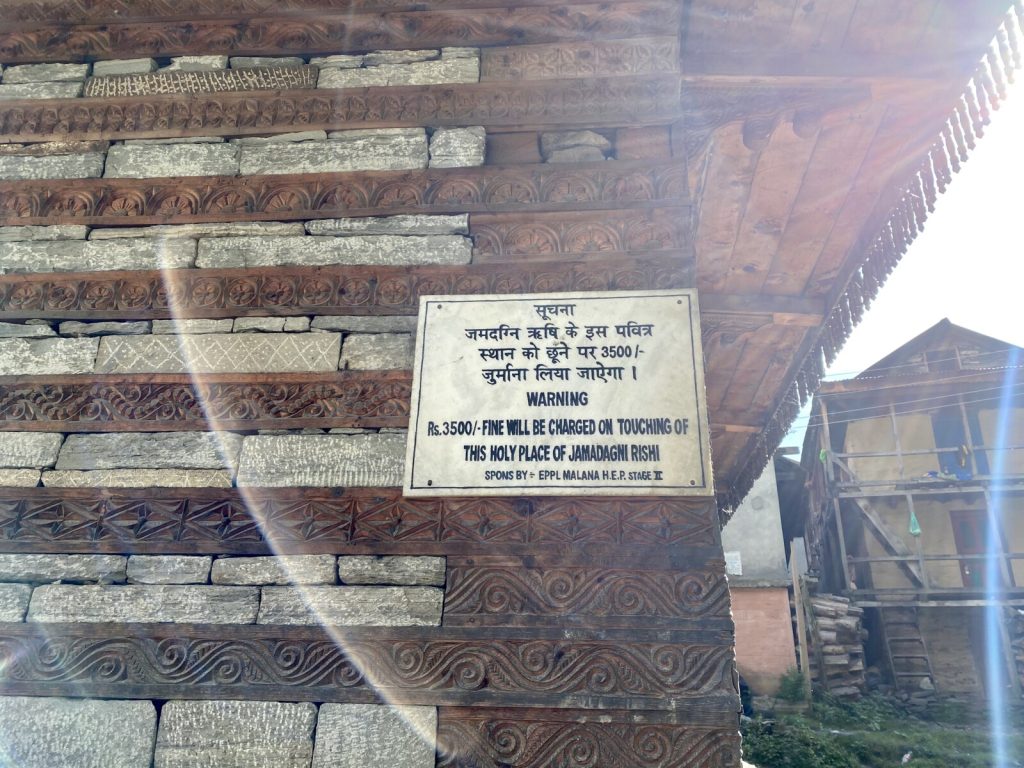 सूचना
जमदग्नि ऋषि के इस पवित्र
स्थान को छूने पर 3500/-
जुर्माना लिया जाऐगा ।
WARNING
Rs.3500/- FINE WILL BE CHARGED ON TOUCHING OF
THIS HOLY PLACE OF JAMADAGNI RISHI
SPONS BY ÷ EPPL MALANA H.E.P. STAGE II